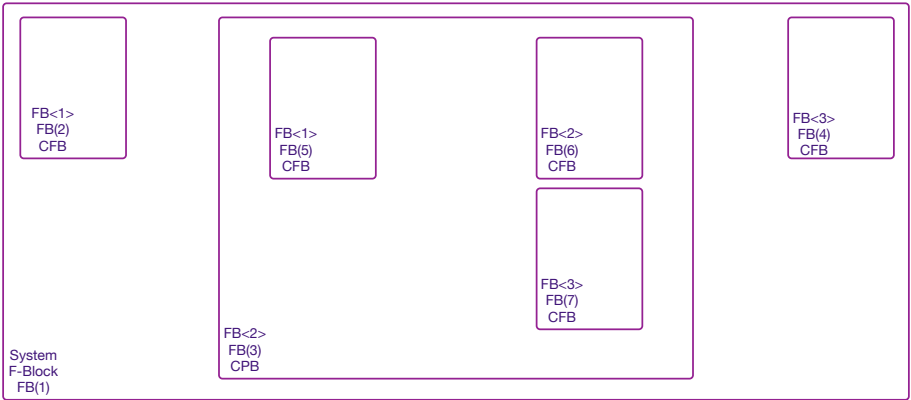 FB<1>
FB(2)
CFB
FB<1>
FB(5)
CFB
FB<2>
FB(6)
CFB
FB<3>
FB(4)
CFB
FB<3>
FB(7)
CFB
FB<2>
FB(3)
CPB
System
F-Block
FB(1)